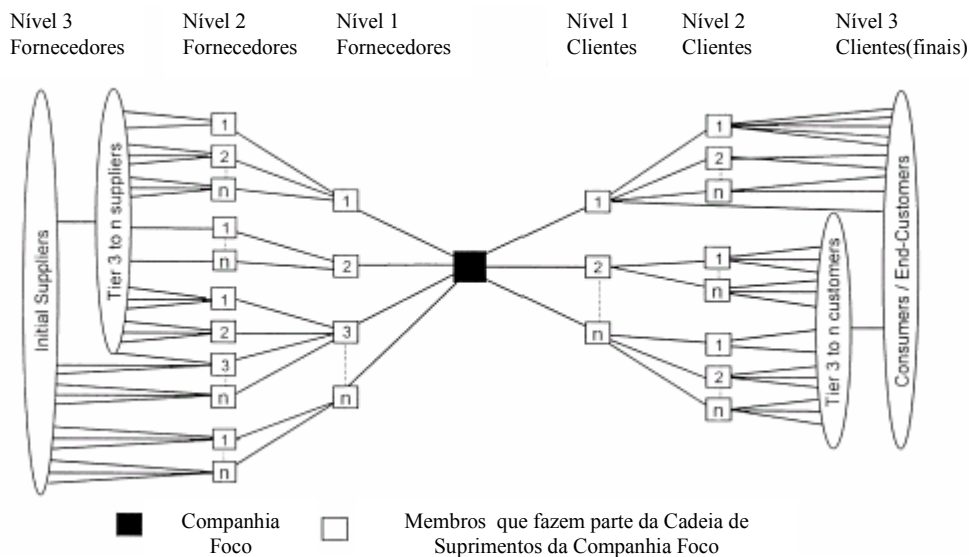 Nível 3
Fornecedores
Nível 2
Fornecedores
Nível 1
Fornecedores
Nível 1
Clientes
Nível 2
Clientes
Nível 3
Clientes(finais)
Initial Suppliers
Tier 3 to n suppliers
1
2
n
1
n
1
2
3
n
1
n
1
2
3
n
1
2
n
1
2
n
1
n
1
2
n
Tier 3 to n customers
Consumers / End-Customers
Companhia
Foco
Membros que fazem parte da Cadeia de
Suprimentos da Companhia Foco